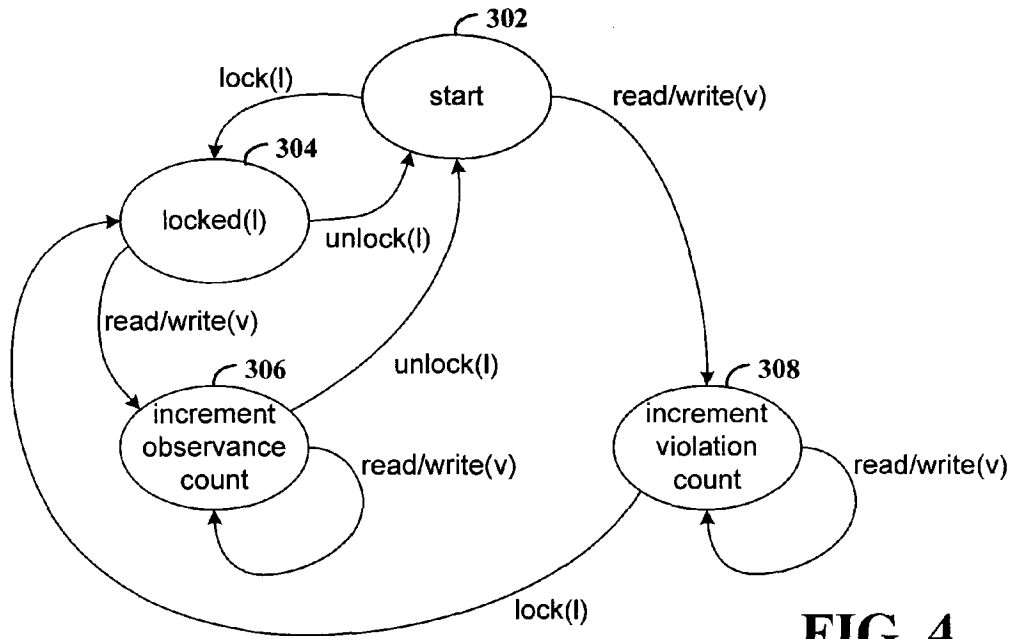 302
lock(l)
start
read/write(v)
304
locked(l)
unlock(l)
read/write(v)
306
unlock(l)
308
increment
observance
count
increment
violation
count
read/write(v)
read/write(v)
lock(l)
FIG. 4